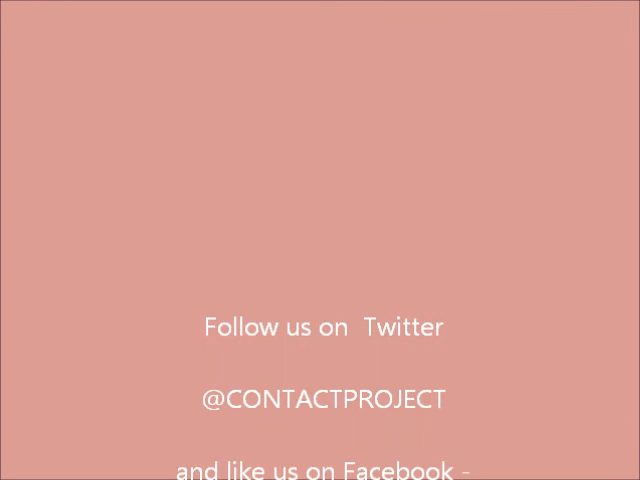 Follow us on  Twitter
@CONTACTPROJECT
and like us on Facebook -